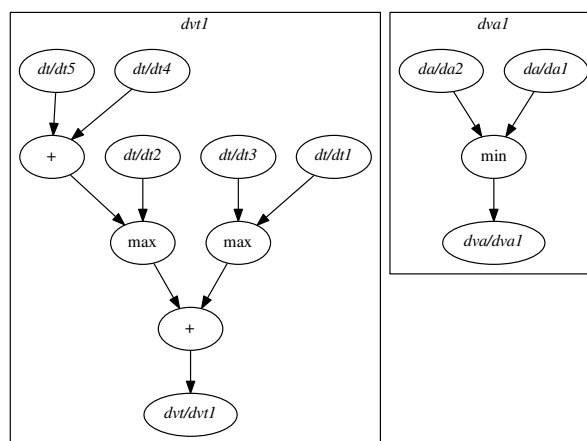 dvt1
dt/dt5
dt/dt4
+
dt/dt2
dt/dt3
dt/dt1
max
max
+
dvt/dvt1
dva1
da/da2
da/da1
min
dva/dva1